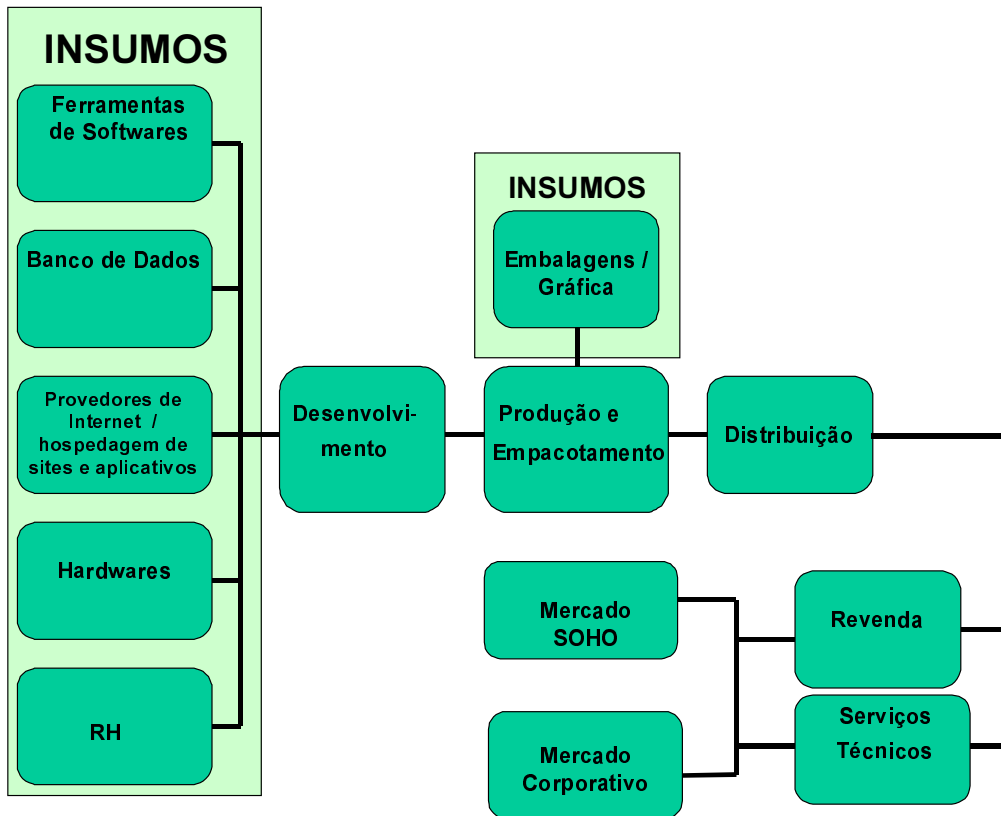 INSUMOS
Ferramentas
de Softwares
Banco de Dados
Provedores de
Internet /
hospedagem de
sites e aplicativos
Hardwares
RH
INSUMOS
Embalagens /
Gráfica
Desenvolvi-
mento
Produção e
Empacotamento
Distribuição
Mercado
SOHO
Revenda
Mercado
Corporativo
Serviços
Técnicos